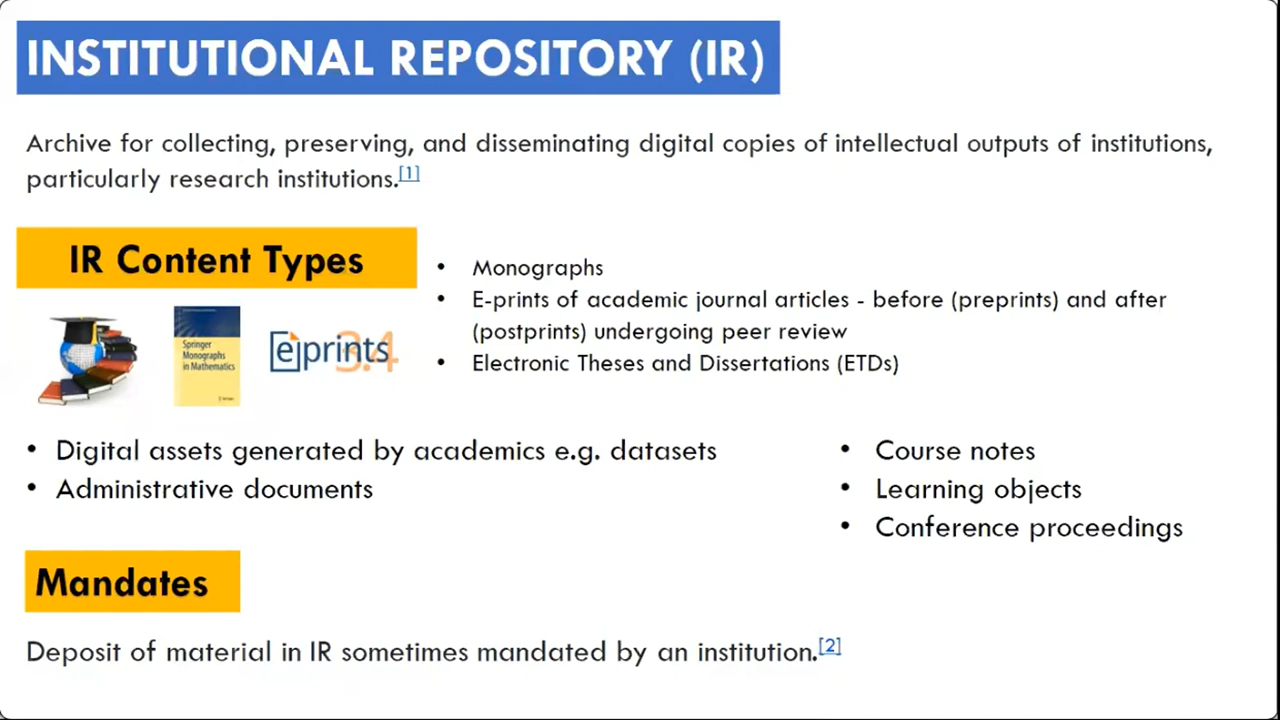 INSTITUTIONAL REPOSITORY (IR)
Archive for collecting, preserving, and disseminating digital copies of intellectual outputs of institutions,
particularly research institutions.[1]
IR Content Types
• Monographs
• E-prints of academic journal articles - before (preprints) and after
(postprints) undergoing peer review
• Electronic Theses and Dissertations (ETDs)
Springer
Monographs
in Mathematics
eprints
3.4
• Digital assets generated by academics e.g. datasets
• Administrative documents
• Course notes
• Learning objects
• Conference proceedings
Mandates
Deposit of material in IR sometimes mandated by an institution.[2]